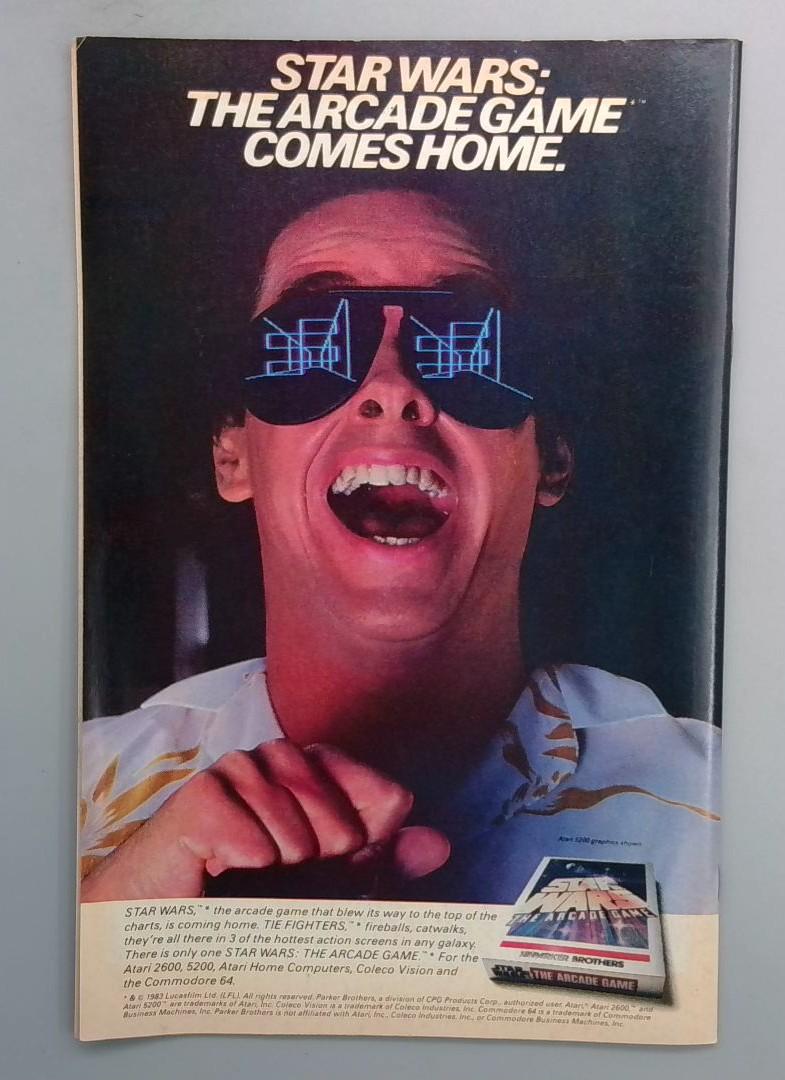 STAR WARS:
THE ARCADE GAME*™
COMES HOME.
Atari 5200 graphics shown
STAR WARS,™* the arcade game that blew its way to the top of the
charts, is coming home. TIE FIGHTERS,™* fireballs, catwalks,
they're all there in 3 of the hottest action screens in any galaxy.
There is only one STAR WARS: THE ARCADE GAME.™* For the
Atari 2600, 5200, Atari Home Computers, Coleco Vision and
the Commodore 64.
STAR
WARS
THE ARCADE GAME
PARKER BROTHERS
STAR WARS THE ARCADE GAME
* & © 1983 Lucasfilm Ltd. (LFL). All rights reserved. Parker Brothers, a division of CPG Products Corp., authorized user. Atari,® Atari 2600,™ and
Atari 5200™ are trademarks of Atari, Inc. Coleco Vision is a trademark of Coleco Industries, Inc. Commodore 64 is a trademark of Commodore
Business Machines, Inc. Parker Brothers is not affiliated with Atari, Inc., Coleco Industries, Inc., or Commodore Business Machines, Inc.